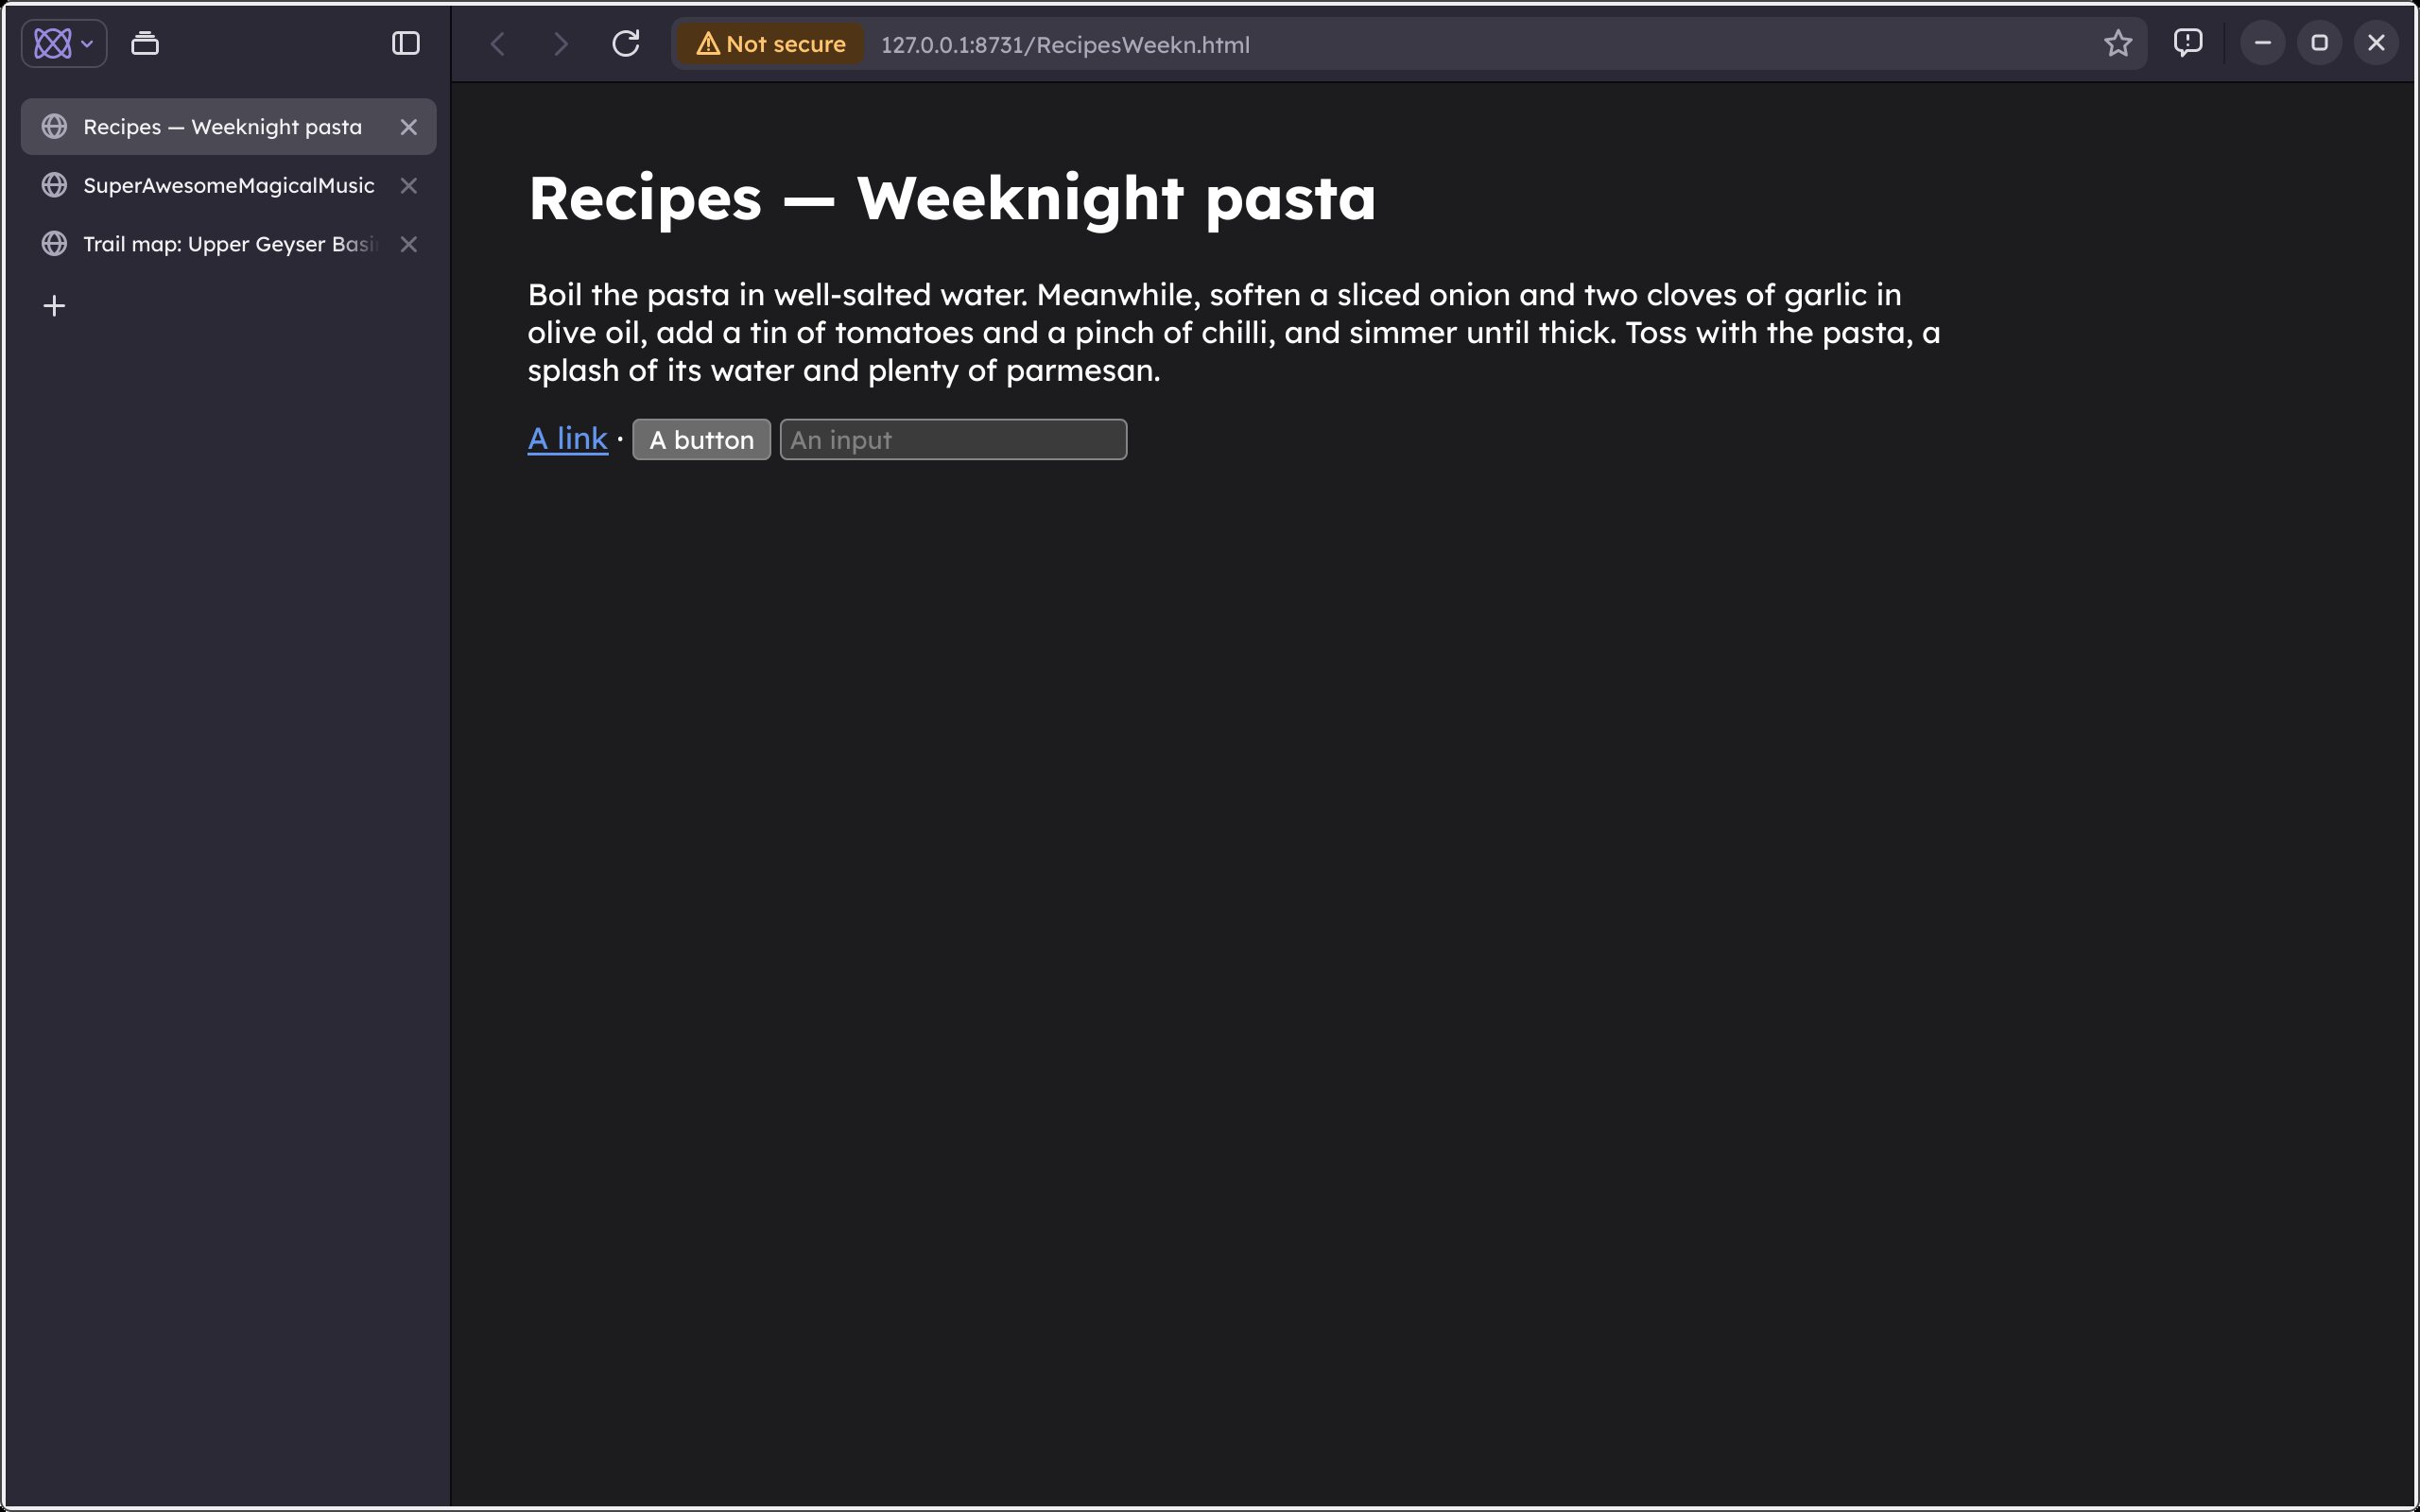 Not secure
127.0.0.1:8731/RecipesWeekn.html
Recipes — Weeknight pasta
SuperAwesomeMagicalMusic
Trail map: Upper Geyser Basi
Recipes — Weeknight pasta
Boil the pasta in well-salted water. Meanwhile, soften a sliced onion and two cloves of garlic in
olive oil, add a tin of tomatoes and a pinch of chilli, and simmer until thick. Toss with the pasta, a
splash of its water and plenty of parmesan.
A link · A button An input